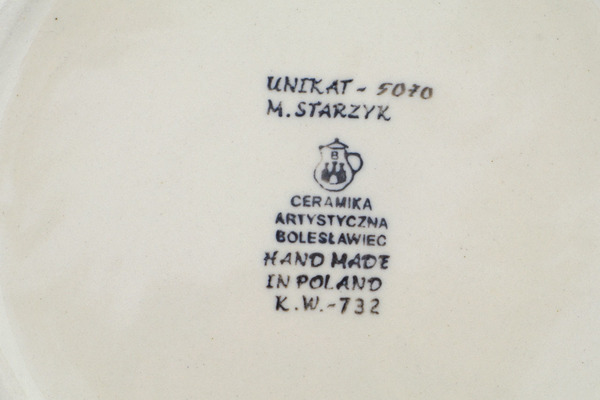 UNIKAT - 5070
M. STARZYK
B
CERAMIKA
ARTYSTYCZNA
BOLESŁAWIEC
HAND MADE
IN POLAND
K.W.-732